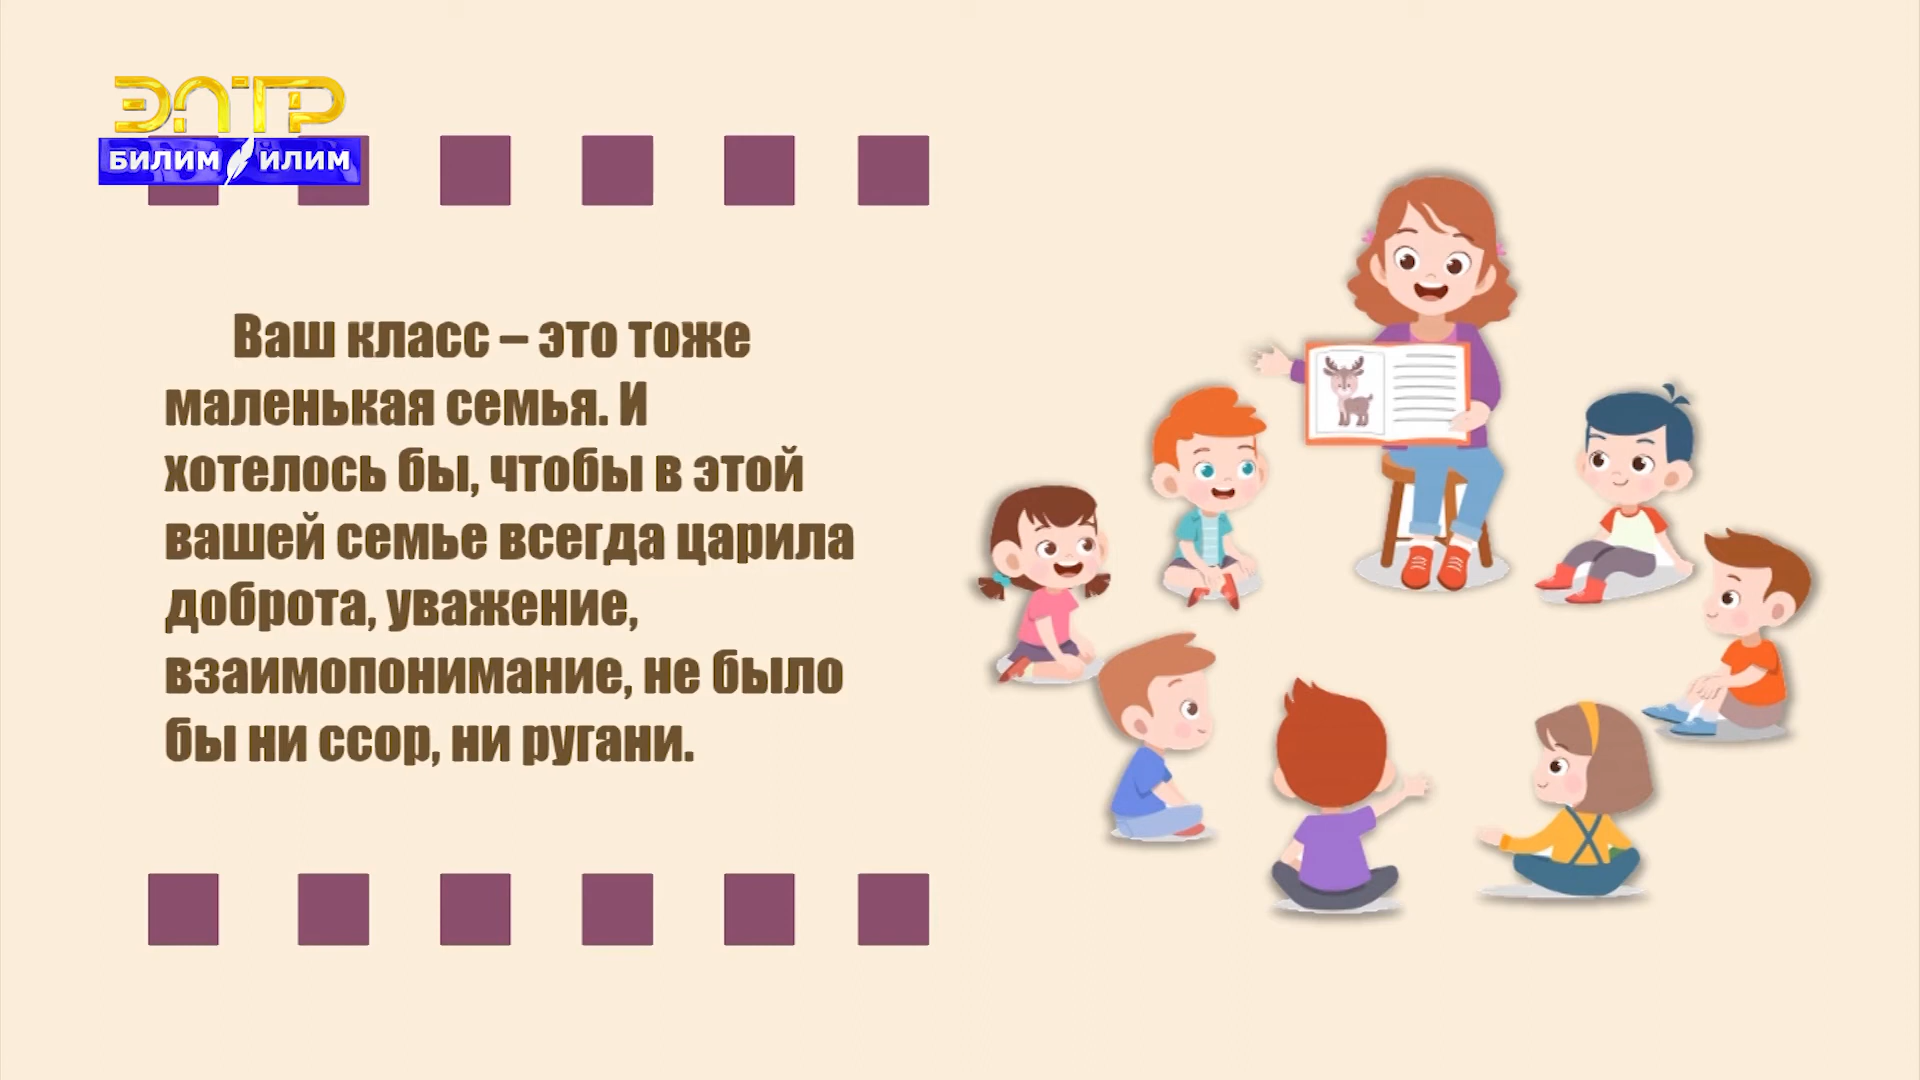 ЭЛТР
БИЛИМ ИЛИМ
Ваш класс – это тоже
маленькая семья. И
хотелось бы, чтобы в этой
вашей семье всегда царила
доброта, уважение,
взаимопонимание, не было
бы ни ссор, ни ругани.